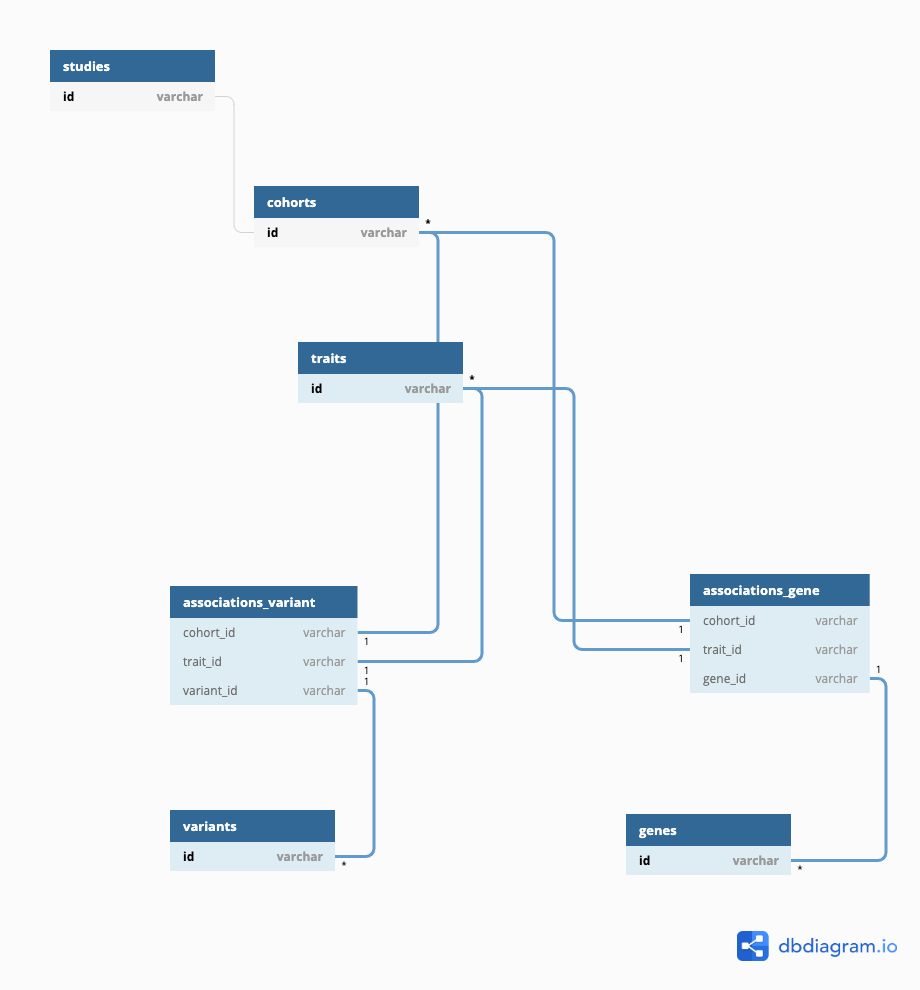 studies
id varchar
cohorts
id varchar
*
traits
id varchar
*
associations_variant
cohort_id varchar
1
trait_id varchar
1
variant_id varchar
1
associations_gene
cohort_id varchar
1
trait_id varchar
1
gene_id varchar
1
variants
id varchar
*
genes
id varchar
*
dbdiagram.io